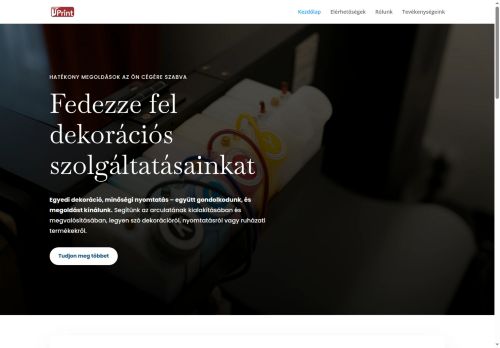 Print
Kezdőlap Elérhetőségek Rólunk Tevékenységeink
HATÉKONY MEGOLDÁSOK AZ ÖN CÉGÉRE SZABVA
Fedezze fel
dekorációs
szolgáltatásainkat
Egyedi dekoráció, minőségi nyomtatás – együtt gondolkodunk, és
megoldást kínálunk. Segítünk az arculatának kialakításában és
megvalósításában, legyen szó dekorációról, nyomtatásról vagy ruházati
termékekről.
Tudjon meg többet